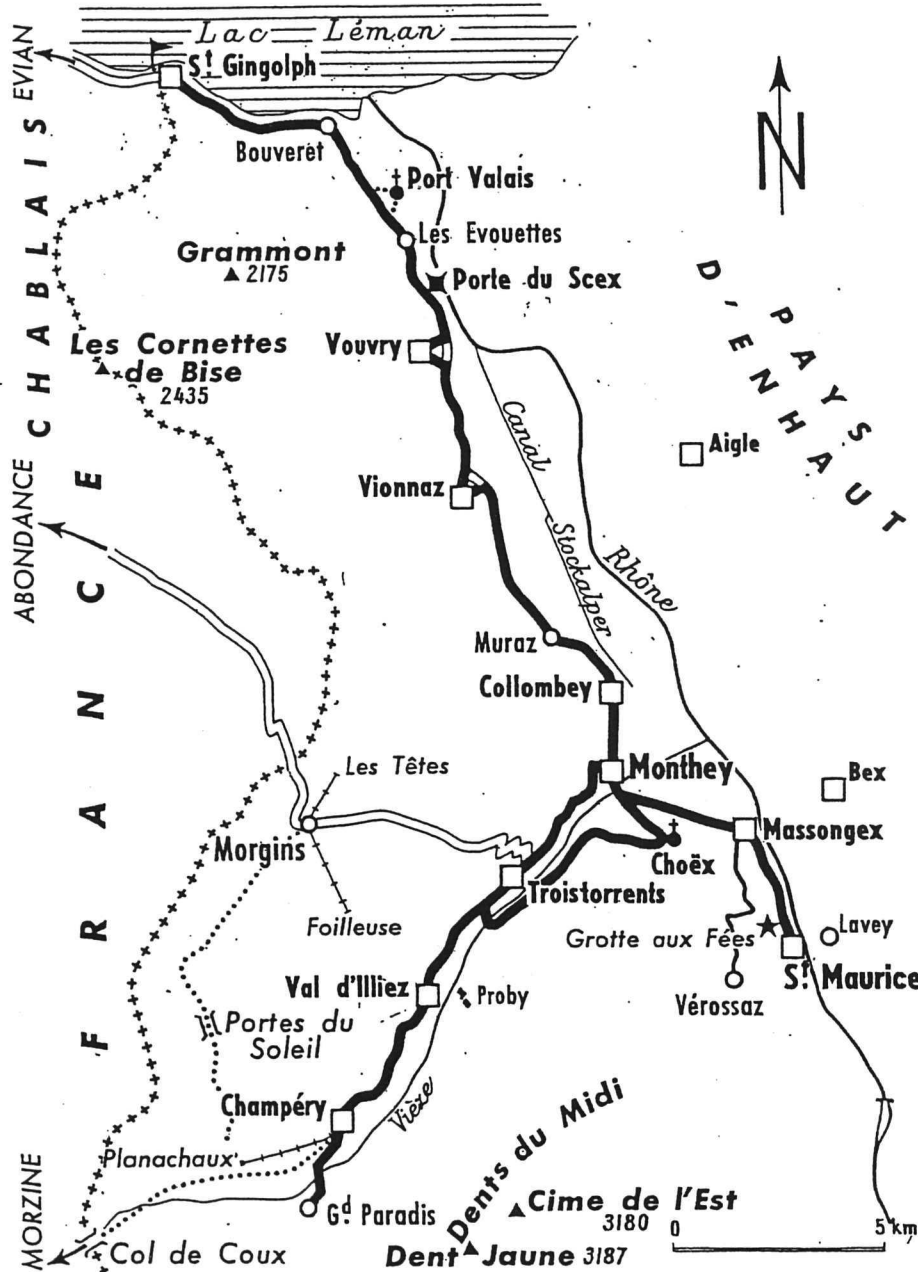 Lac Léman
EVIAN
St Gingolph
N
Bouveret
Port Valais
Les Evouettes
Grammont
2175
Porte du Scex
CHABLAIS
PAYS
D'ENHAUT
Les Cornettes
de Bise
2435
Vouvry
Canal
Stockalper
Aigle
ABONDANCE
Vionnaz
Rhône
FRANCE
Muraz
Collombey
Les Têtes
Monthey
Bex
Morgins
Massongex
Choëx
Troistorrents
Foilleuse
Grotte aux Fées
Lavey
St Maurice
Val d'Illiez
Proby
Vérossaz
Portes du
Soleil
Champéry
Vièze
Planachaux
Dents du Midi
MORZINE
Gd Paradis
Cime de l'Est
3180
0 5 km
Col de Coux
Dent Jaune 3187